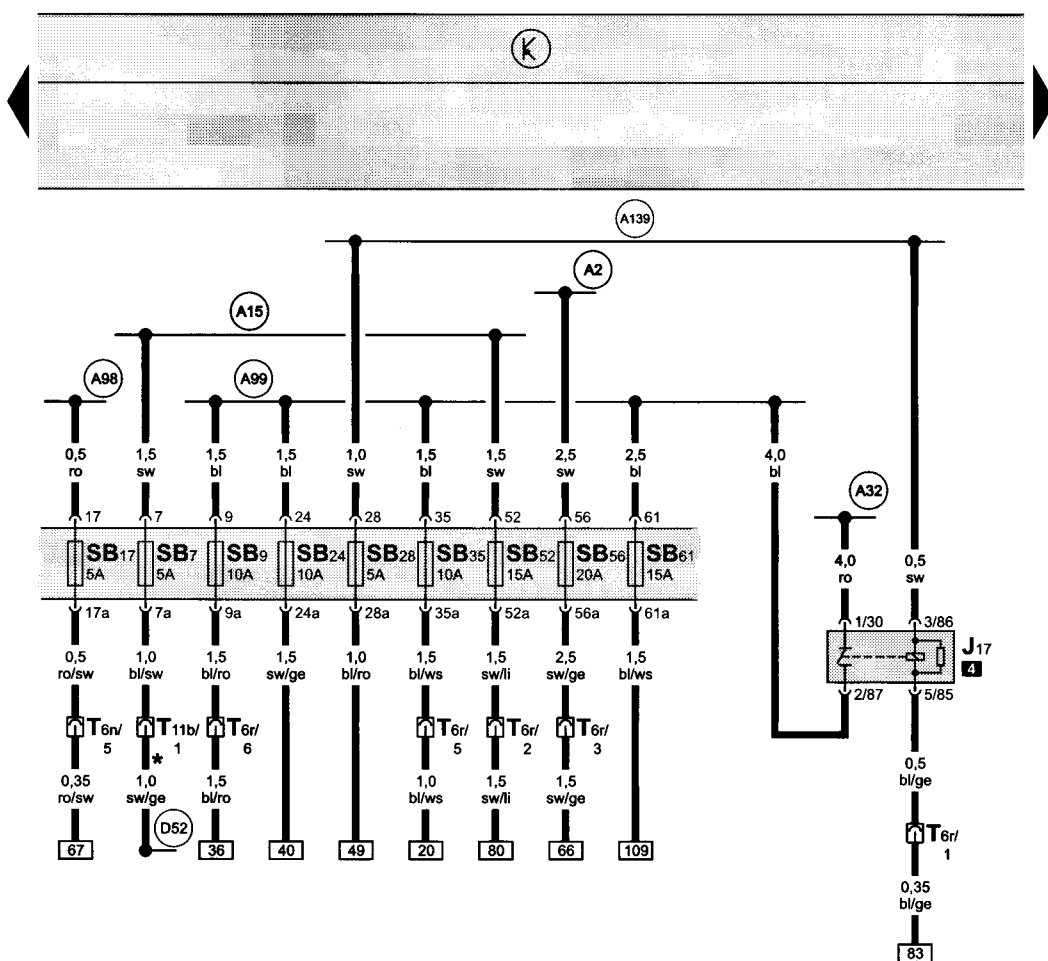 K
A139
A2
A15
A98
A99
0,5 1,5 1,5 1,5 1,0 1,5 1,5 2,5 2,5 4,0
ro sw bl bl sw bl sw sw bl bl
A32
17 7 9 24 28 35 52 56 61
SB17 SB7 SB9 SB24 SB28 SB35 SB52 SB56 SB61
5A 5A 10A 10A 5A 10A 15A 20A 15A
4,0 0,5
ro sw
17a 7a 9a 24a 28a 35a 52a 56a 61a
1/30 3/86
J17
4
2/87 5/85
0,5 1,0 1,5 1,5 1,0 1,5 1,5 2,5 1,5
ro/sw bl/sw bl/ro sw/ge bl/ro bl/ws sw/li sw/ge bl/ws
T6n/ T11b/ T6r/ T6r/ T6r/ T6r/
5 1 6 5 2 3
*
0,35 1,0 1,5 1,0 1,5 1,5
ro/sw sw/ge bl/ro bl/ws sw/li sw/ge
0,5
bl/ge
D52
67 36 40 49 20 80 66 109
T6r/
1
0,35
bl/ge
83